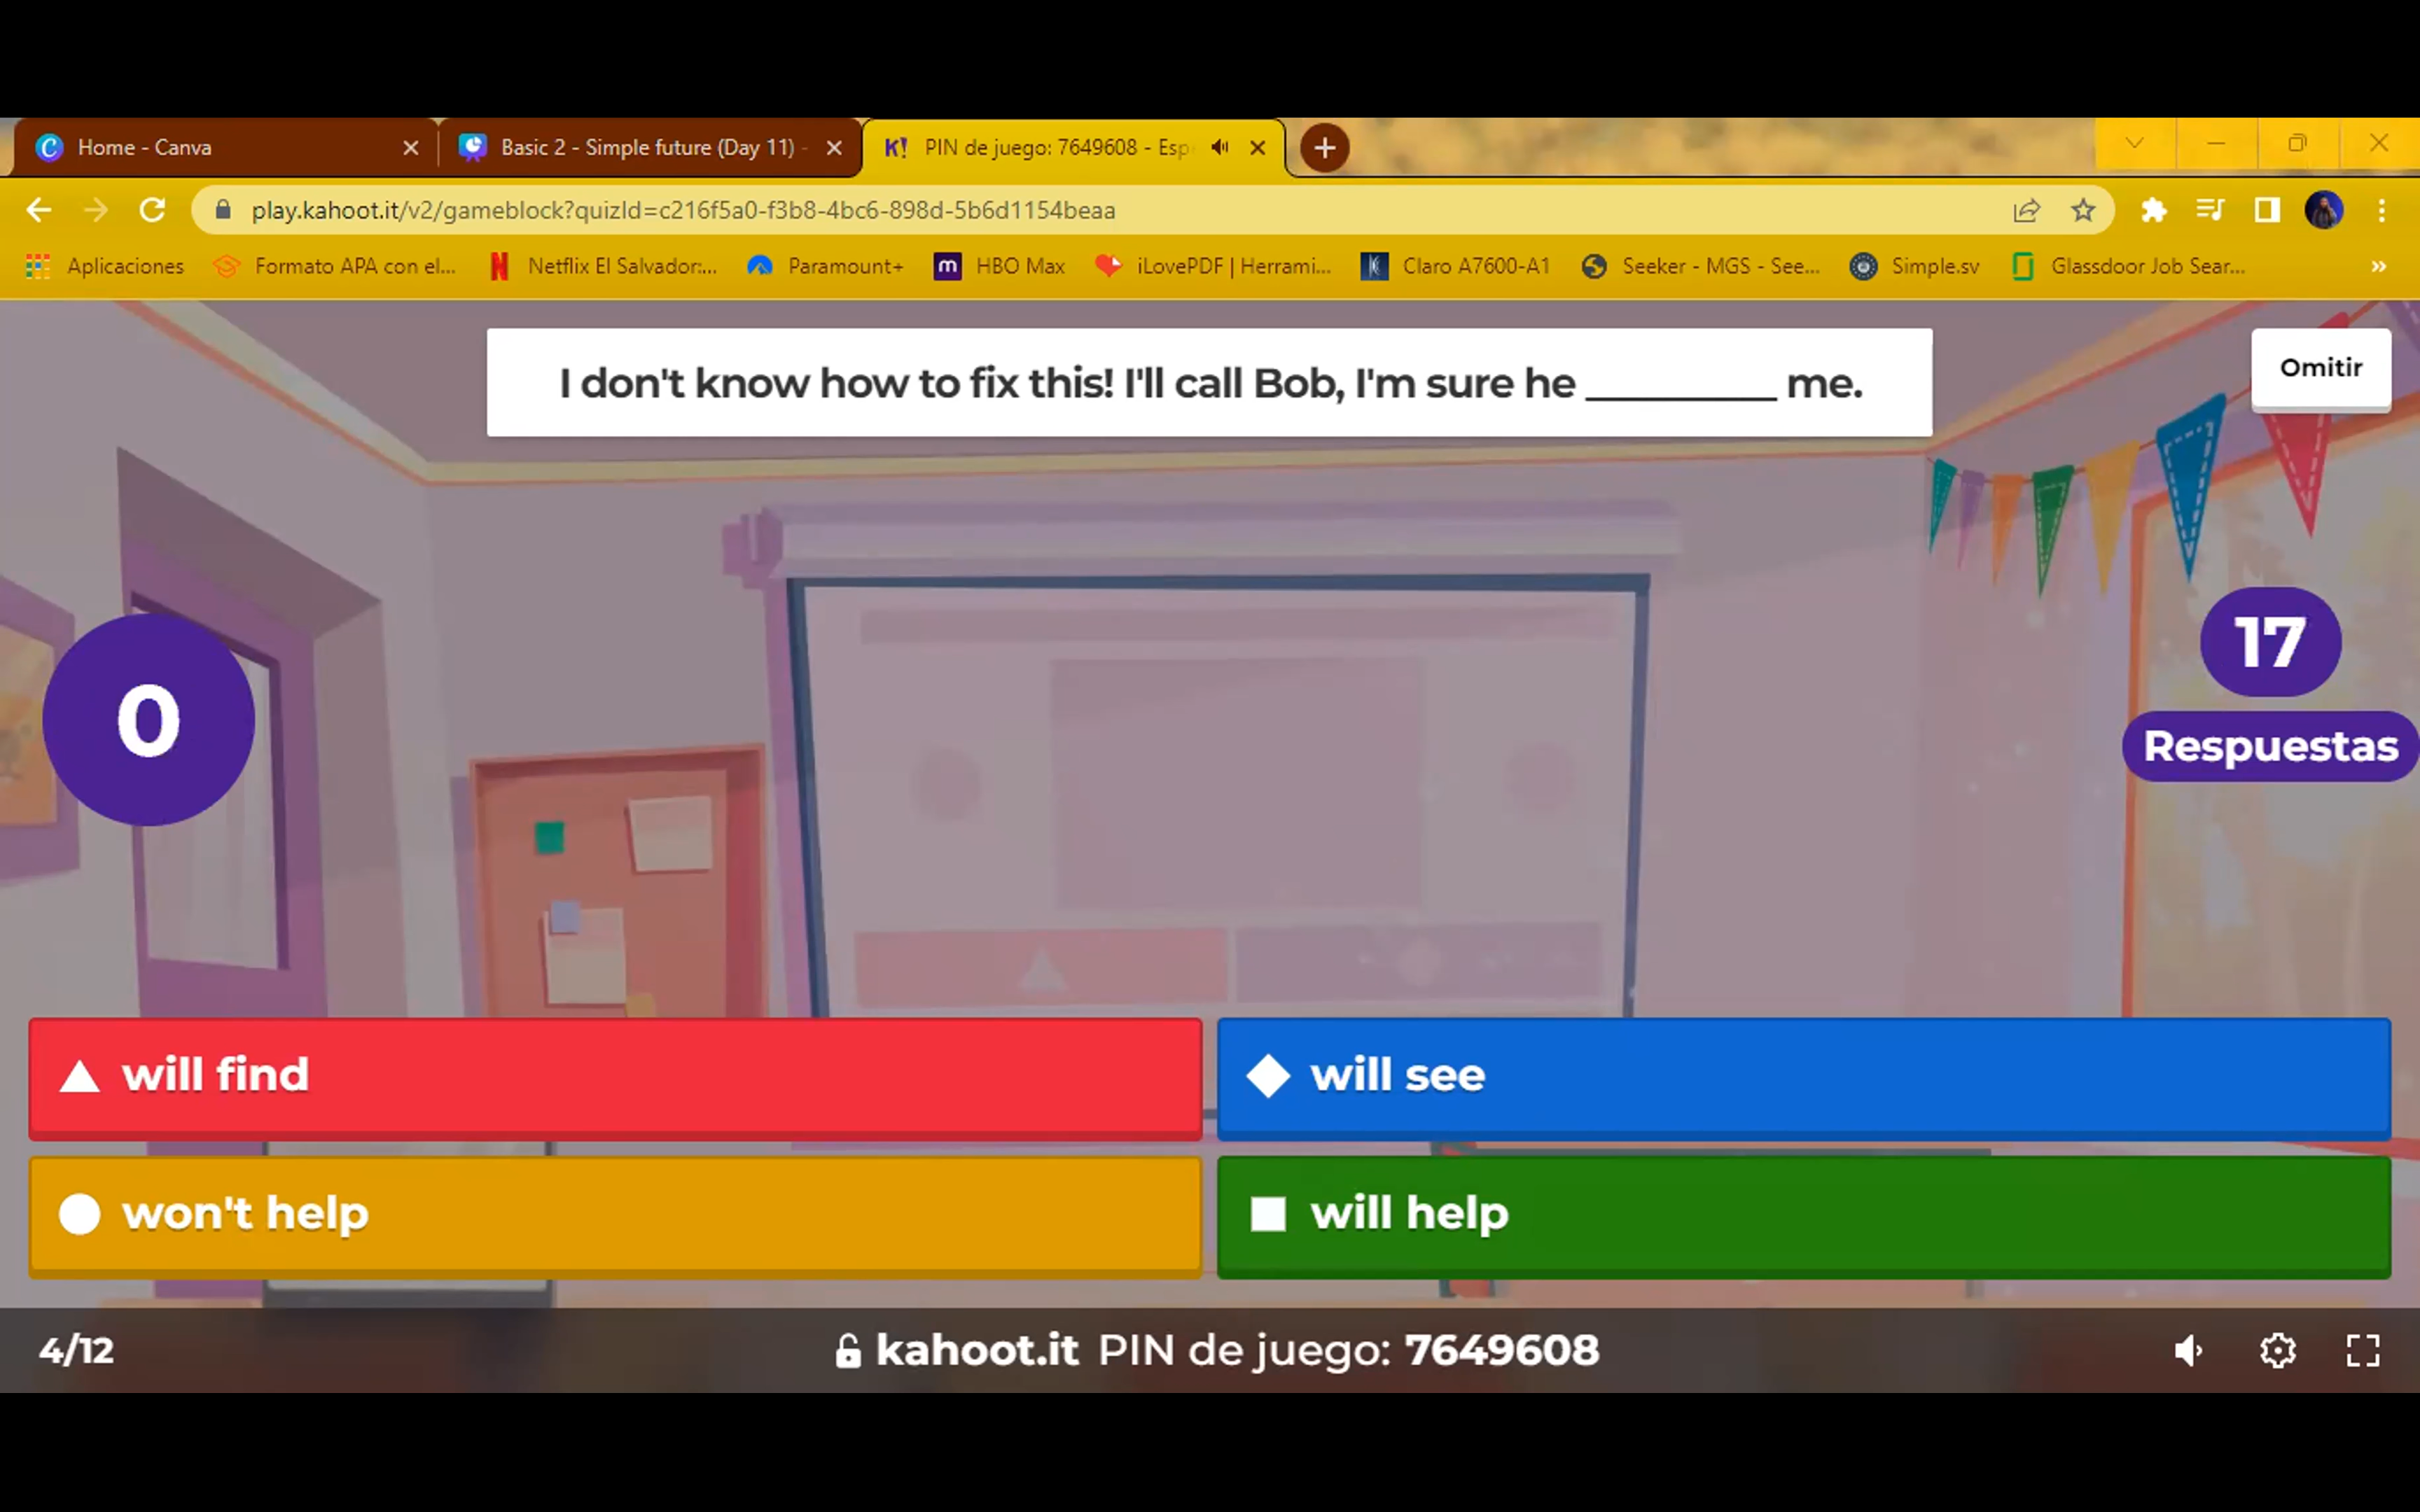 Home - Canva
Basic 2 - Simple future (Day 11) -
K! PIN de juego: 7649608 - Esp
play.kahoot.it/v2/gameblock?quizId=c216f5a0-f3b8-4bc6-898d-5b6d1154beaa
Aplicaciones Formato APA con el... Netflix El Salvador:... Paramount+ HBO Max iLovePDF | Herrami... Claro A7600-A1 Seeker - MGS - See... Simple.sv Glassdoor Job Sear... »
I don't know how to fix this! I'll call Bob, I'm sure he _________ me.
Omitir
0
17
Respuestas
will find
will see
won't help
will help
4/12
kahoot.it PIN de juego: 7649608